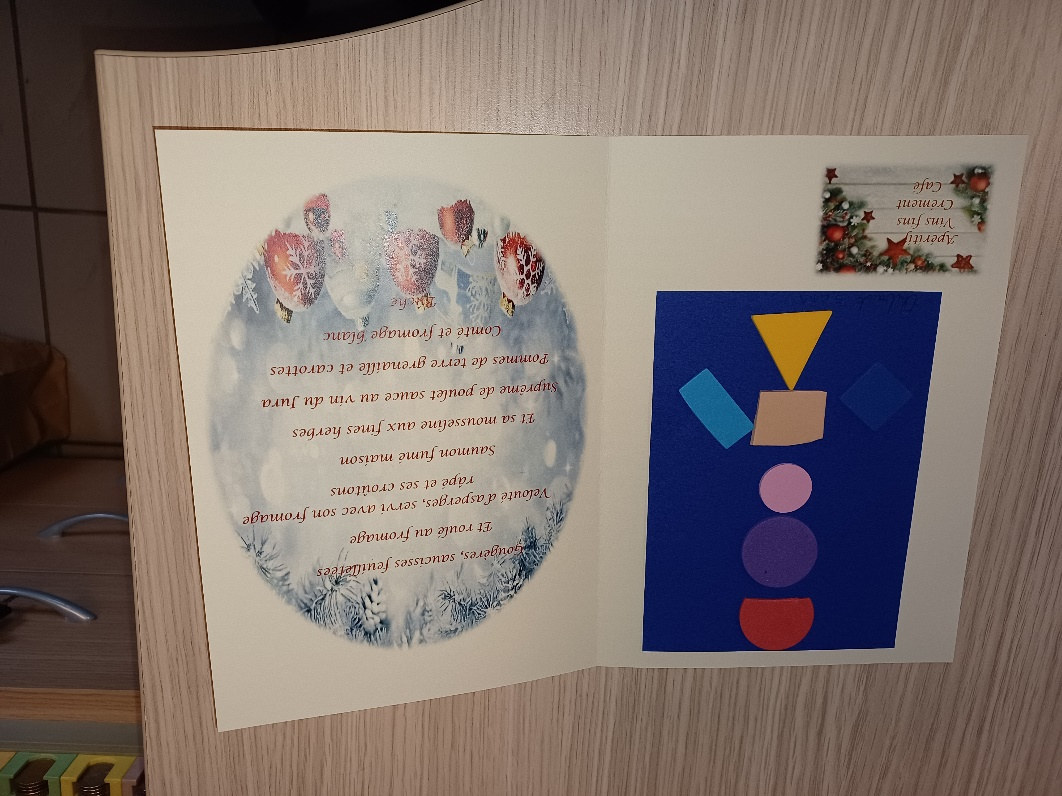 Gougères, saucisses feuilletées
Et roulé au fromage
Velouté d'asperges, servi avec son fromage
râpé et ses croûtons
Saumon fumé maison
Et sa mousseline aux fines herbes
Suprême de poulet sauce au vin du Jura
Pommes de terre grenaille et carottes
Comté et fromage blanc
Bûche
Apéritif
Vins fins
Crément
Café